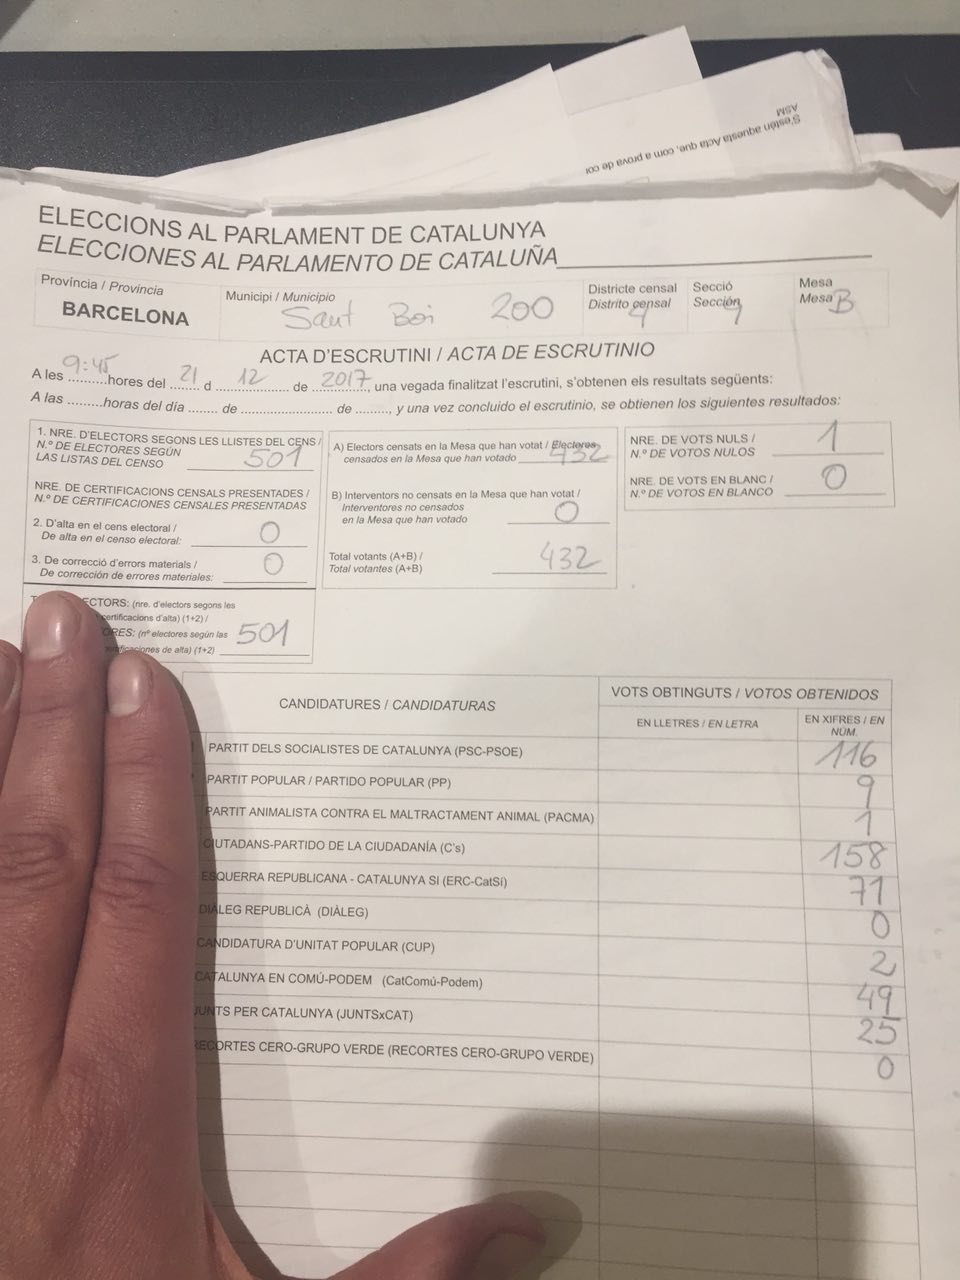 S'estén aquesta Acta que, com a prova de con
ASM
ELECCIONS AL PARLAMENT DE CATALUNYA
ELECCIONES AL PARLAMENTO DE CATALUÑA
Província / Provincia
BARCELONA
Municipi / Municipio
Sant Boi 200
Districte censal
Distrito censal
4
Secció
Sección
9
Mesa
Mesa B
ACTA D'ESCRUTINI / ACTA DE ESCRUTINIO
A les 9:45 hores del 21 d 12 de 2017, una vegada finalitzat l'escrutini, s'obtenen els resultats següents:
A las .........horas del día ....... de ...................... de ........, y una vez concluido el escrutinio, se obtienen los siguientes resultados:
1. NRE. D'ELECTORS SEGONS LES LLISTES DEL CENS /
N.º DE ELECTORES SEGÚN
LAS LISTAS DEL CENSO 501
NRE. DE CERTIFICACIONS CENSALS PRESENTADES /
N.º DE CERTIFICACIONES CENSALES PRESENTADAS
2. D'alta en el cens electoral /
De alta en el censo electoral: 0
3. De correcció d'errors materials /
De corrección de errores materiales: 0
ECTORS: (nre. d'electors segons les
certificacions d'alta) (1+2) /
ORES: (nº electores según las
certificaciones de alta) (1+2)
501
A) Electors censats en la Mesa que han votat / Electores
censados en la Mesa que han votado 432
B) Interventors no censats en la Mesa que han votat /
Interventores no censados
en la Mesa que han votado 0
Total votants (A+B) /
Total votantes (A+B) 432
NRE. DE VOTS NULS /
N.º DE VOTOS NULOS 1
NRE. DE VOTS EN BLANC /
N.º DE VOTOS EN BLANCO 0
CANDIDATURES / CANDIDATURAS
VOTS OBTINGUTS / VOTOS OBTENIDOS
EN LLETRES / EN LETRA
EN XIFRES / EN
NÚM.
PARTIT DELS SOCIALISTES DE CATALUNYA (PSC-PSOE) 116
PARTIT POPULAR / PARTIDO POPULAR (PP) 9
PARTIT ANIMALISTA CONTRA EL MALTRACTAMENT ANIMAL (PACMA) 1
CIUTADANS-PARTIDO DE LA CIUDADANÍA (C's) 158
ESQUERRA REPUBLICANA - CATALUNYA SI (ERC-CatSí) 71
DIÀLEG REPUBLICÀ (DIÀLEG) 0
CANDIDATURA D'UNITAT POPULAR (CUP) 2
CATALUNYA EN COMÚ-PODEM (CatComú-Podem) 49
JUNTS PER CATALUNYA (JUNTSxCAT) 25
RECORTES CERO-GRUPO VERDE (RECORTES CERO-GRUPO VERDE) 0